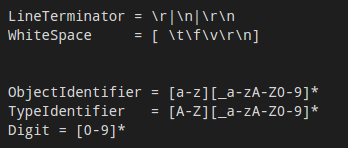 LineTerminator = \r|\n|\r\n
WhiteSpace     = [ \t\f\v\r\n]
ObjectIdentifier = [a-z][_a-zA-Z0-9]*
TypeIdentifier   = [A-Z][_a-zA-Z0-9]*
Digit = [0-9]*